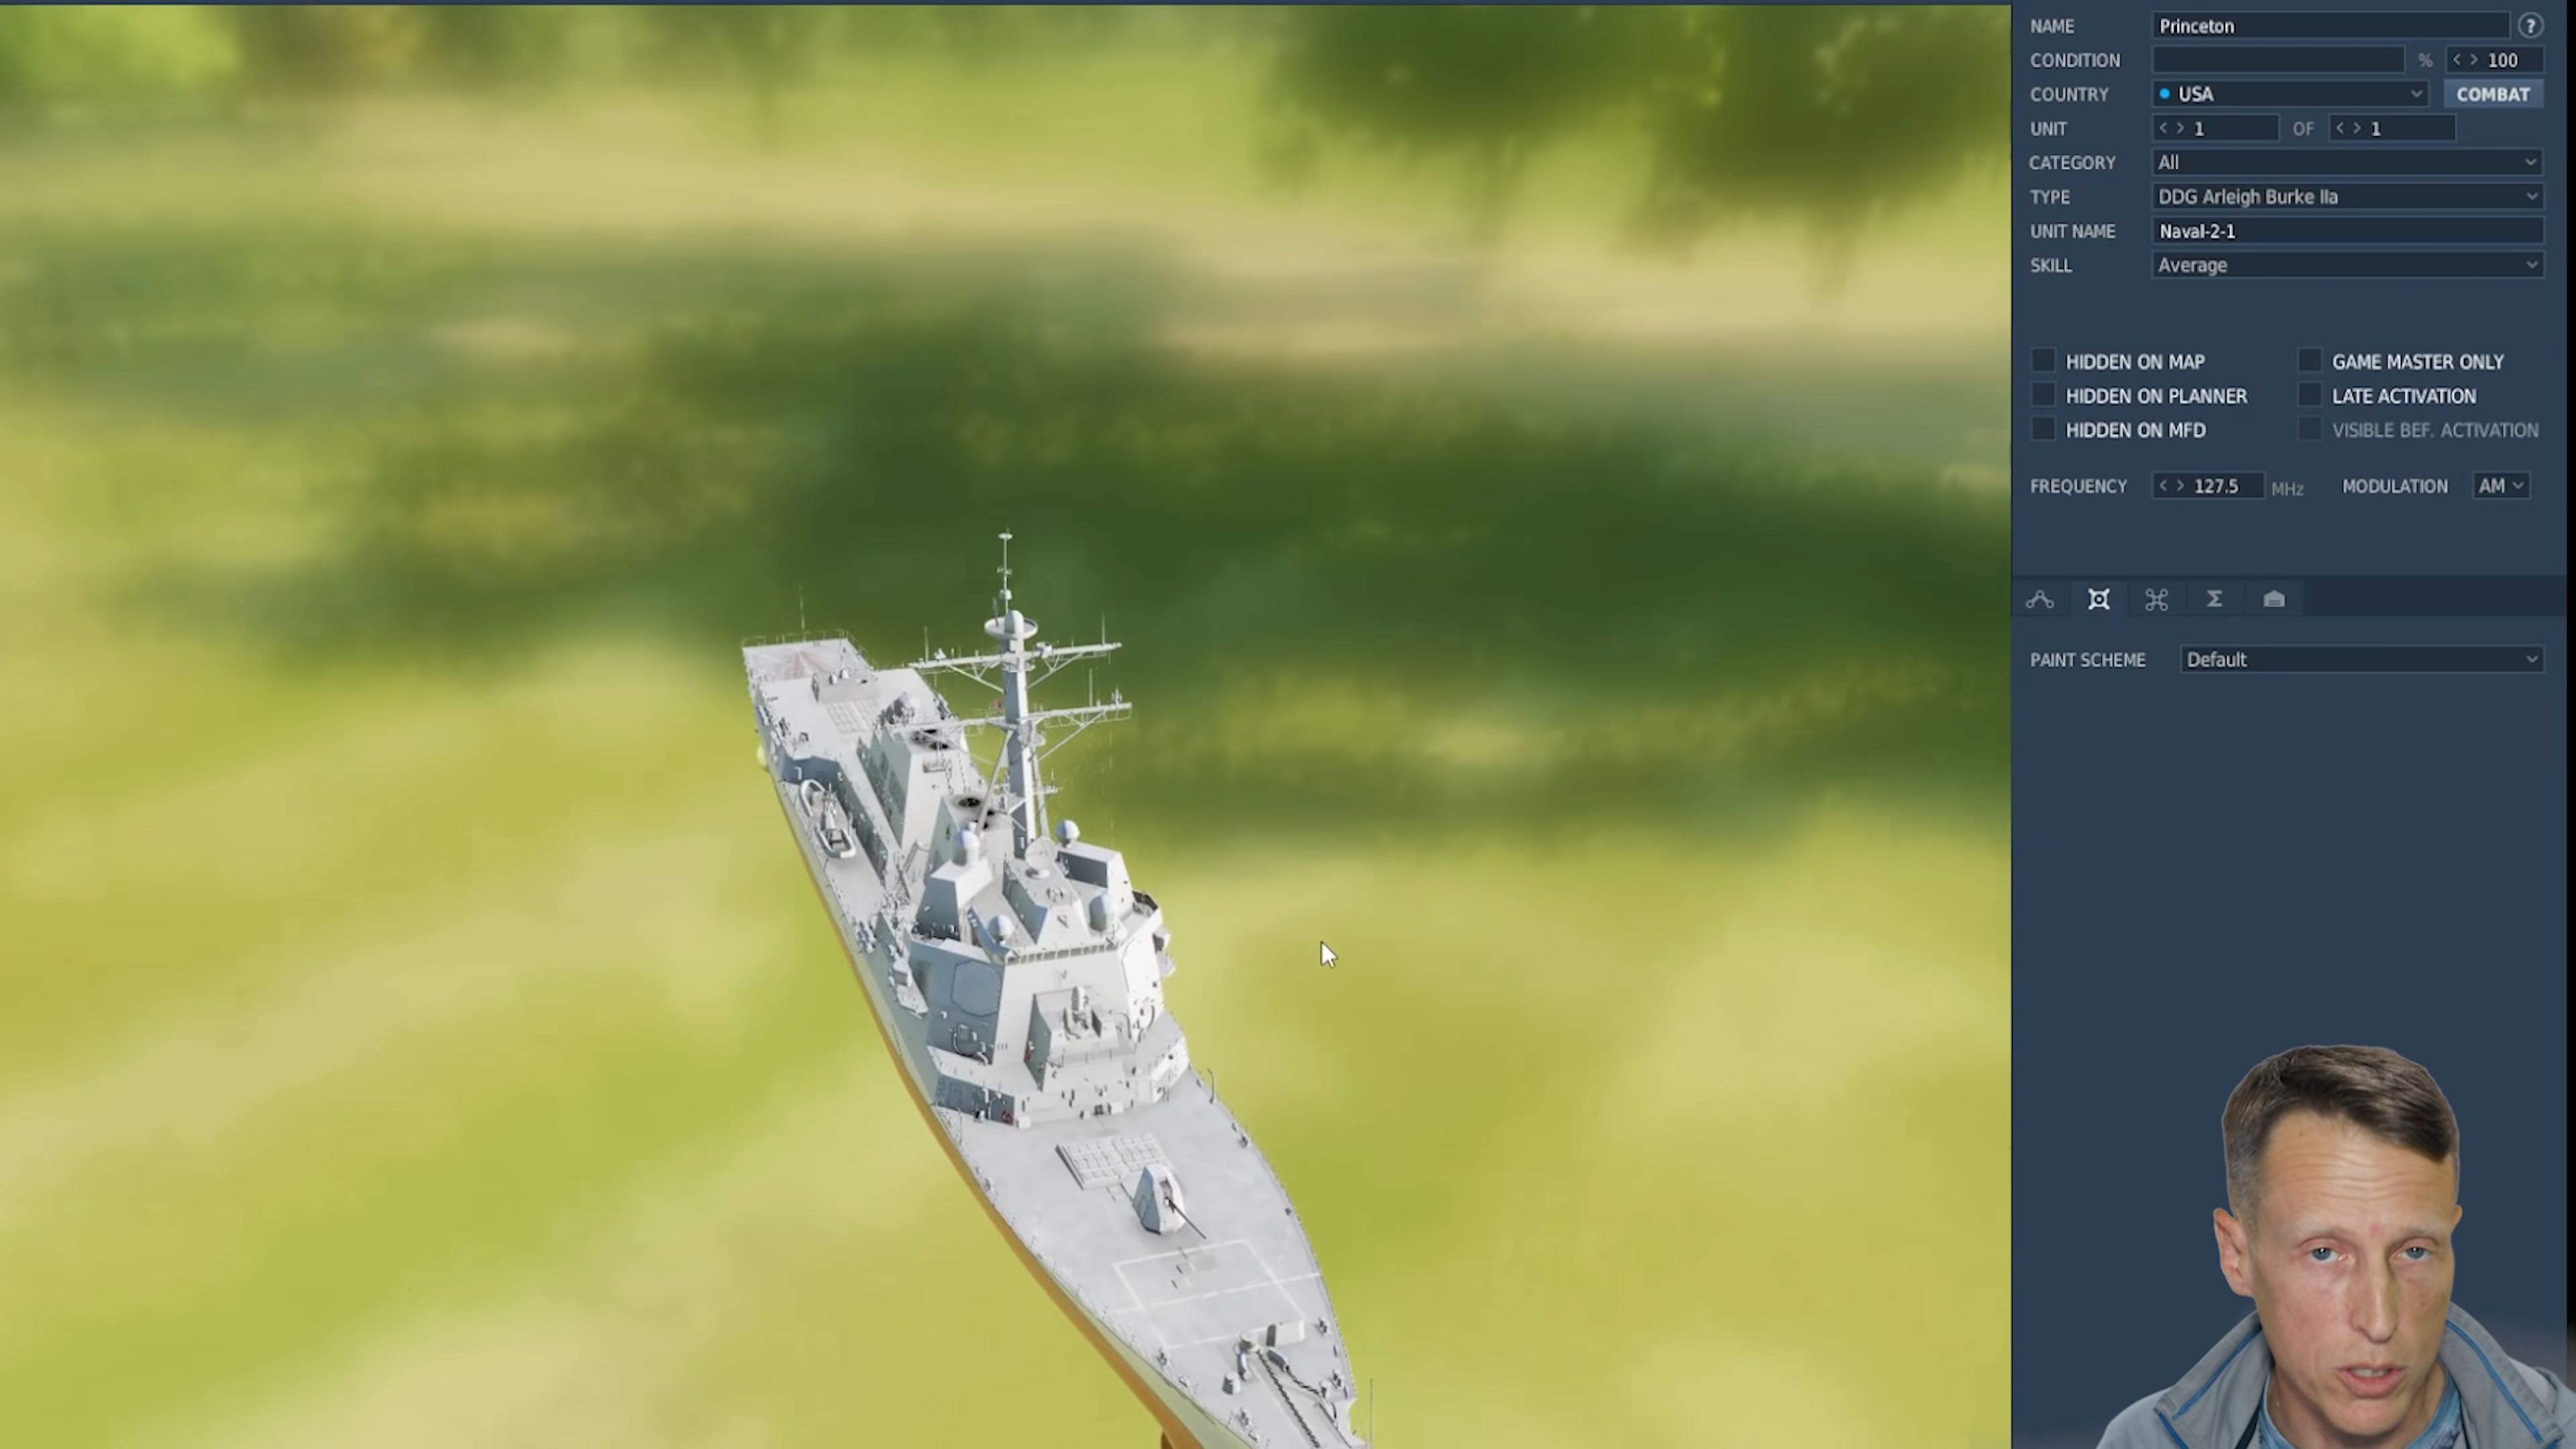 NAME Princeton ?
CONDITION % < > 100
COUNTRY USA COMBAT
UNIT < > 1 OF < > 1
CATEGORY All
TYPE DDG Arleigh Burke IIa
UNIT NAME Naval-2-1
SKILL Average
HIDDEN ON MAP GAME MASTER ONLY
HIDDEN ON PLANNER LATE ACTIVATION
HIDDEN ON MFD VISIBLE BEF. ACTIVATION
FREQUENCY < > 127.5 MHz MODULATION AM
Σ
PAINT SCHEME Default